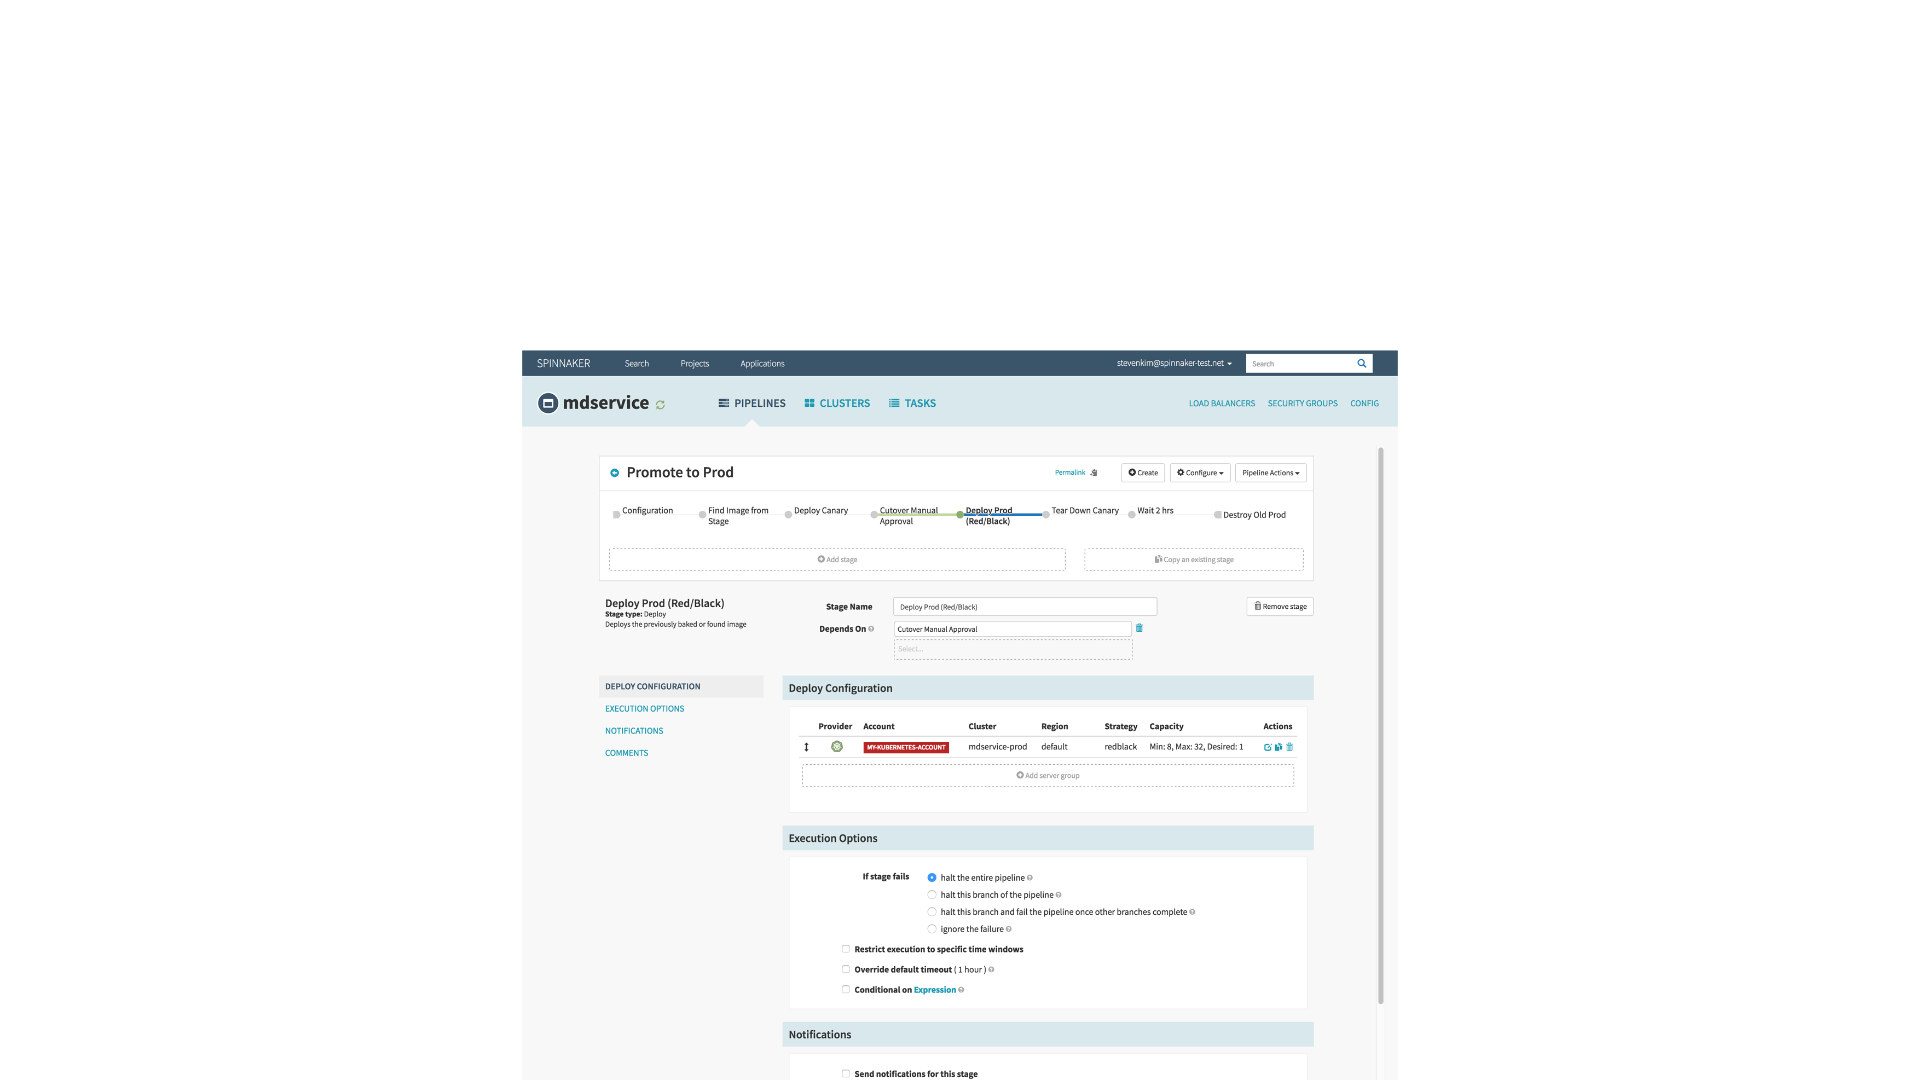 SPINNAKER Search Projects Applications stevenkim@spinnaker-test.net Search
mdservice PIPELINES CLUSTERS TASKS LOAD BALANCERS SECURITY GROUPS CONFIG
Promote to Prod Permalink Create Configure Pipeline Actions
Configuration
Find Image from
Stage
Deploy Canary
Cutover Manual
Approval
Deploy Prod
(Red/Black)
Tear Down Canary
Wait 2 hrs
Destroy Old Prod
Add stage Copy an existing stage
Deploy Prod (Red/Black)
Stage type: Deploy
Deploys the previously baked or found image
Stage Name Deploy Prod (Red/Black) Remove stage
Depends On Cutover Manual Approval
Select...
DEPLOY CONFIGURATION
EXECUTION OPTIONS
NOTIFICATIONS
COMMENTS
Deploy Configuration
Provider Account Cluster Region Strategy Capacity Actions
MY-KUBERNETES-ACCOUNT mdservice-prod default redblack Min: 8, Max: 32, Desired: 1
Add server group
Execution Options
If stage fails halt the entire pipeline
halt this branch of the pipeline
halt this branch and fail the pipeline once other branches complete
ignore the failure
Restrict execution to specific time windows
Override default timeout ( 1 hour )
Conditional on Expression
Notifications
Send notifications for this stage